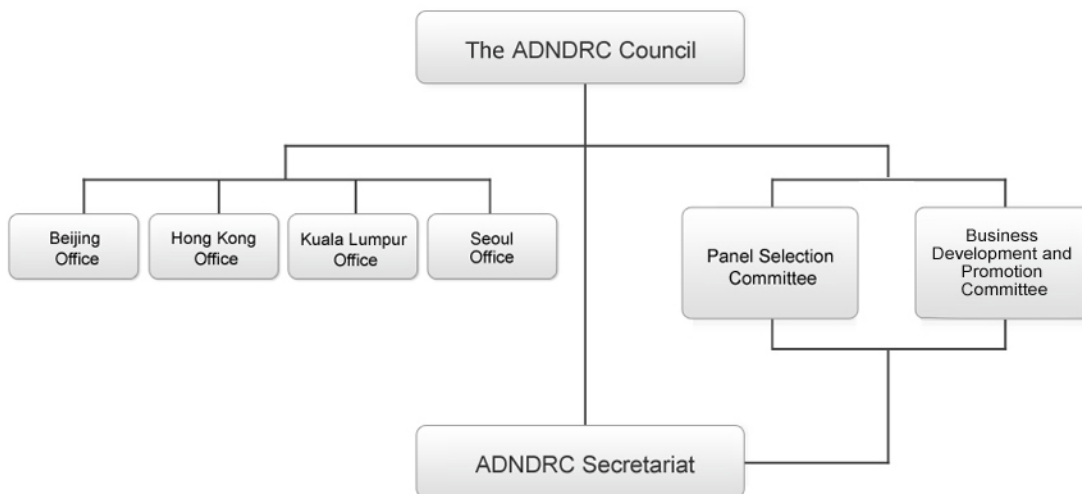 The ADNDRC Council
Beijing
Office
Hong Kong
Office
Kuala Lumpur
Office
Seoul
Office
Panel Selection
Committee
Business
Development and
Promotion
Committee
ADNDRC Secretariat